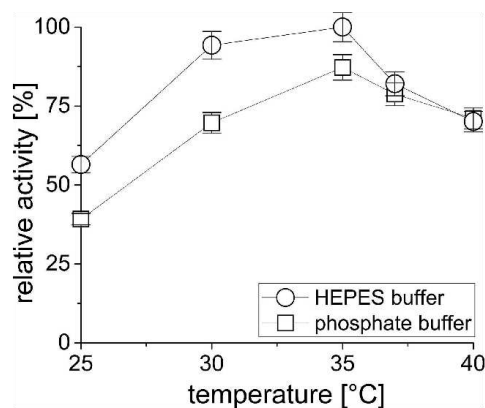 100
75
50
25
0
relative activity [%]
HEPES buffer
phosphate buffer
25 30 35 40
temperature [°C]